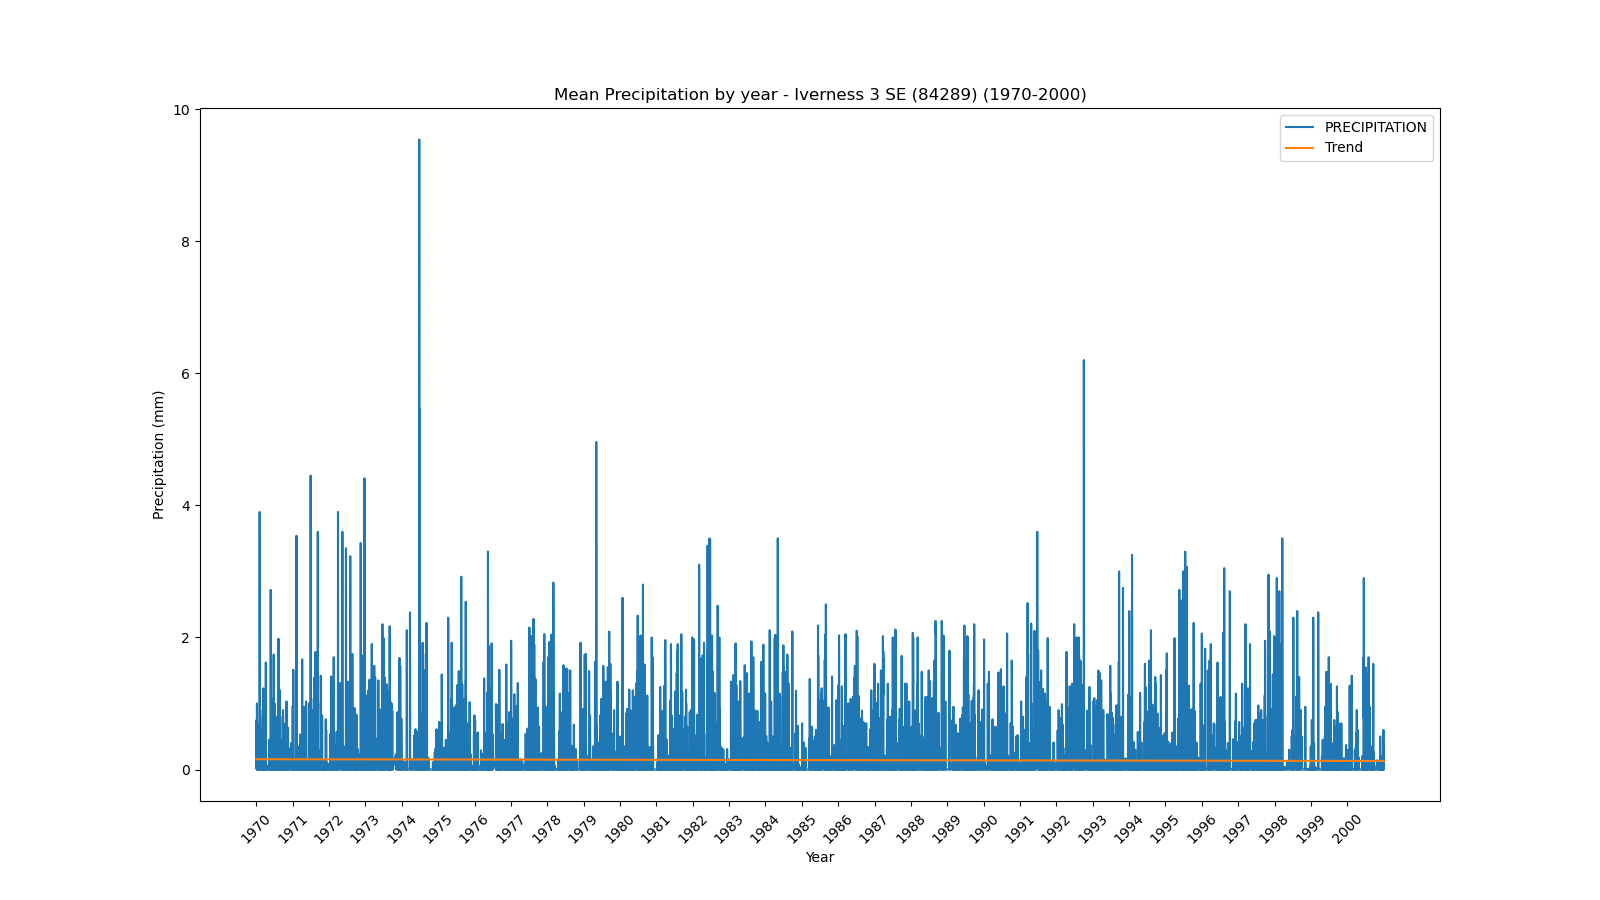 Mean Precipitation by year - Iverness 3 SE (84289) (1970-2000)
PRECIPITATION
Trend
Precipitation (mm)
10
8
6
4
2
0
1970 1971 1972 1973 1974 1975 1976 1977 1978 1979 1980 1981 1982 1983 1984 1985 1986 1987 1988 1989 1990 1991 1992 1993 1994 1995 1996 1997 1998 1999 2000
Year